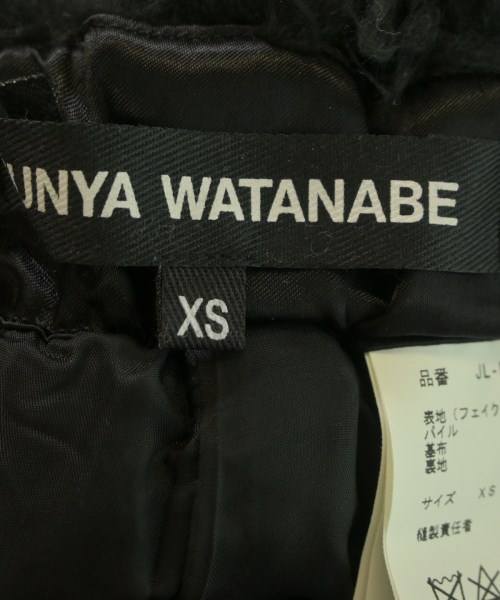 UNYA WATANABE
XS
品番 JL-
表地(フェイク
パイル
基布
裏地
サイズ XS
縫製責任者